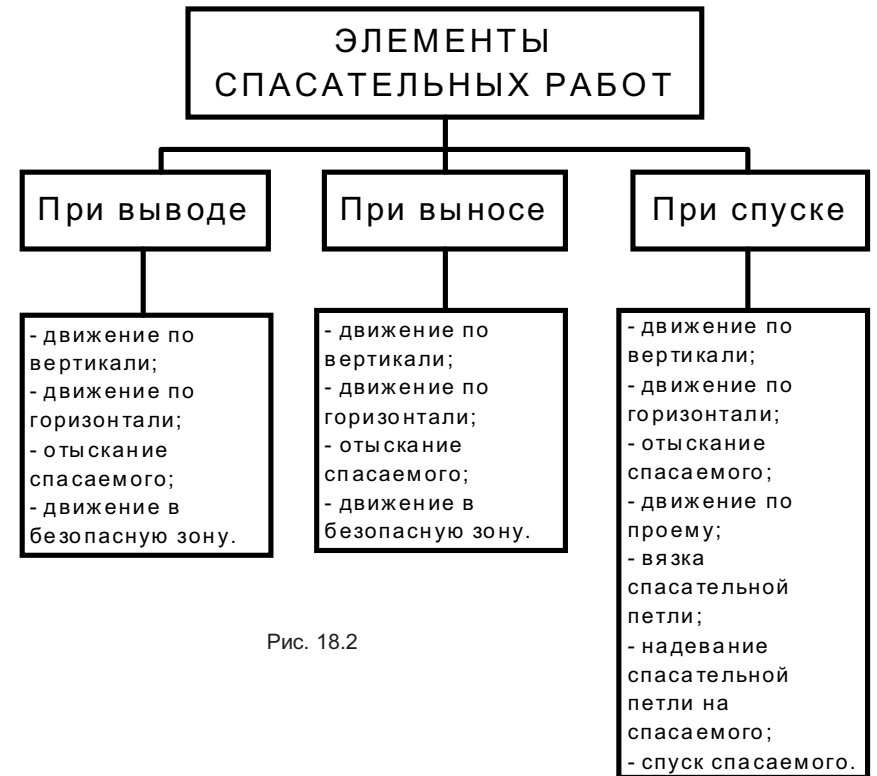 ЭЛЕМЕНТЫ
СПАСАТЕЛЬНЫХ РАБОТ
При выводе
При выносе
При спуске
- движение по
вертикали;
- движение по
горизонтали;
- отыскание
спасаемого;
- движение в
безопасную зону.
- движение по
вертикали;
- движение по
горизонтали;
- отыскание
спасаемого;
- движение в
безопасную зону.
- движение по
вертикали;
- движение по
горизонтали;
- отыскание
спасаемого;
- движение по
проему;
- вязка
спасательной
петли;
- надевание
спасательной
петли на
спасаемого;
- спуск спасаемого.
Рис. 18.2